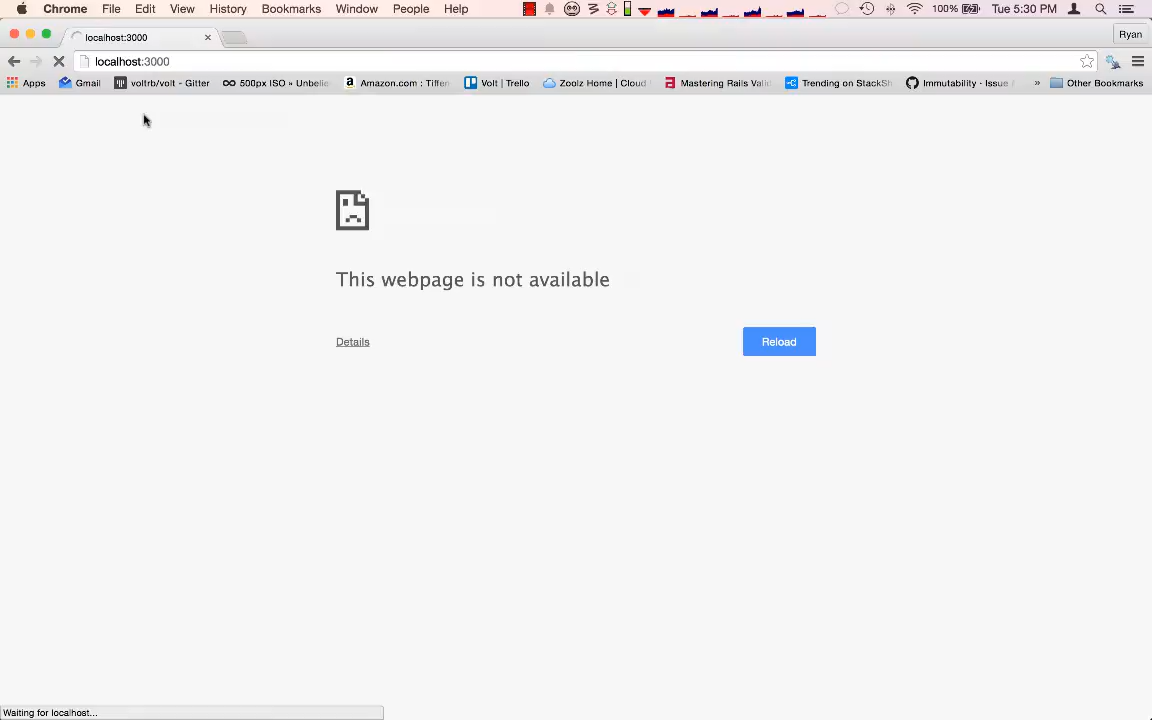 Chrome File Edit View History Bookmarks Window People Help 100% Tue 5:30 PM
localhost:3000 Ryan
localhost:3000
Apps Gmail voltrb/volt - Gitter 500px ISO » Unbelie Amazon.com : Tiffen Volt | Trello Zoolz Home | Cloud Mastering Rails Valid Trending on StackSh Immutability · Issue » Other Bookmarks
This webpage is not available
Details Reload
Waiting for localhost...